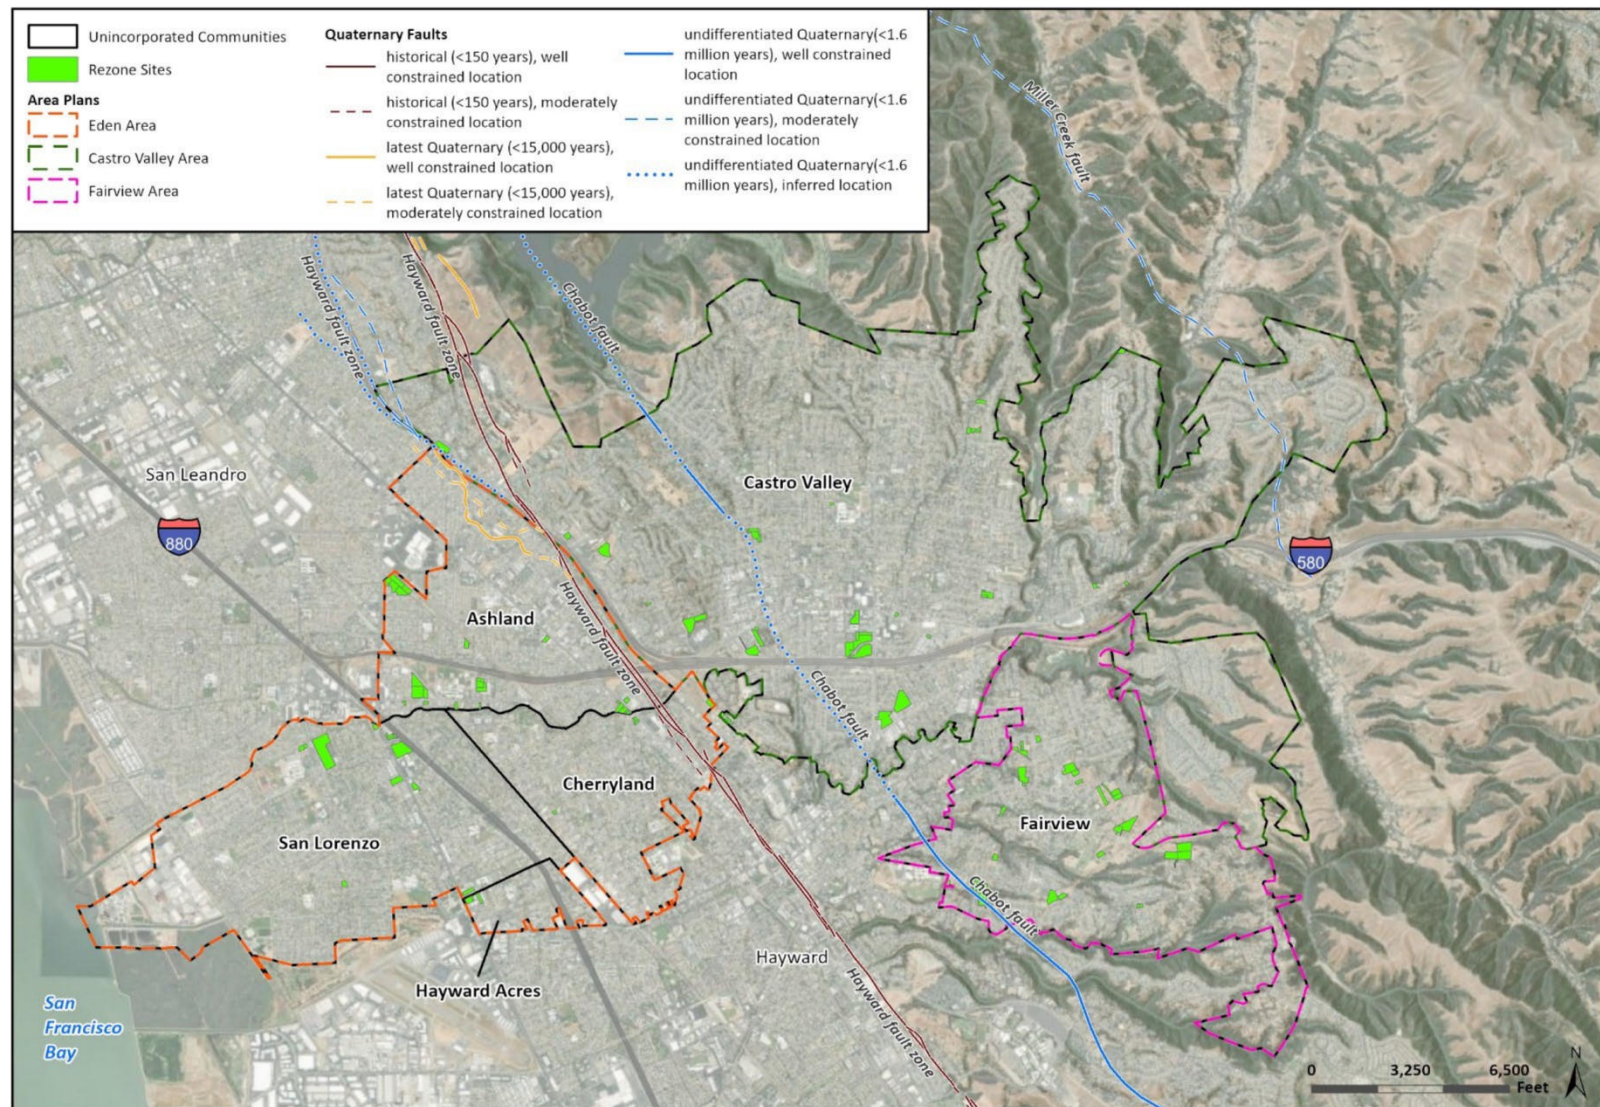 Unincorporated Communities
Rezone Sites
Area Plans
Eden Area
Castro Valley Area
Fairview Area
Quaternary Faults
historical (<150 years), well
constrained location
historical (<150 years), moderately
constrained location
latest Quaternary (<15,000 years),
well constrained location
latest Quaternary (<15,000 years),
moderately constrained location
undifferentiated Quaternary(<1.6
million years), well constrained
location
undifferentiated Quaternary(<1.6
million years), moderately
constrained location
undifferentiated Quaternary(<1.6
million years), inferred location
Miller Creek fault
Hayward fault zone
Hayward fault zone
Chabot fault
San Leandro
Castro Valley
880
580
Ashland
Hayward fault zone
Chabot fault
Cherryland
San Lorenzo
Fairview
Chabot fault
Hayward
Hayward Acres
Hayward fault zone
San
Francisco
Bay
N
0 3,250 6,500
Feet